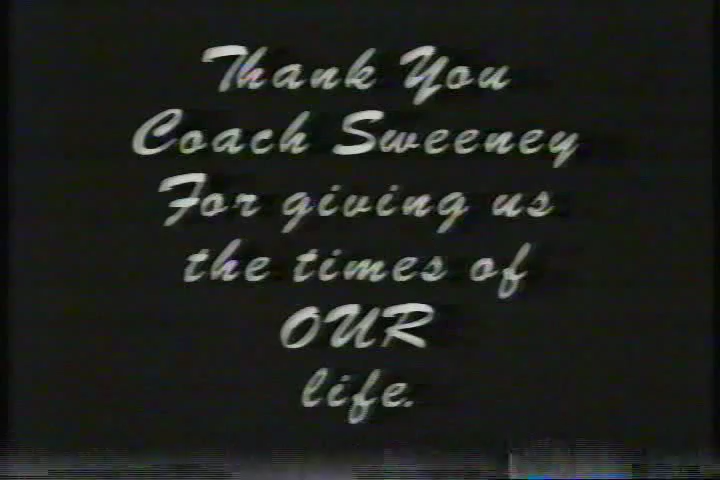 Thank You
Coach Sweeney
For giving us
the times of
OUR
life.